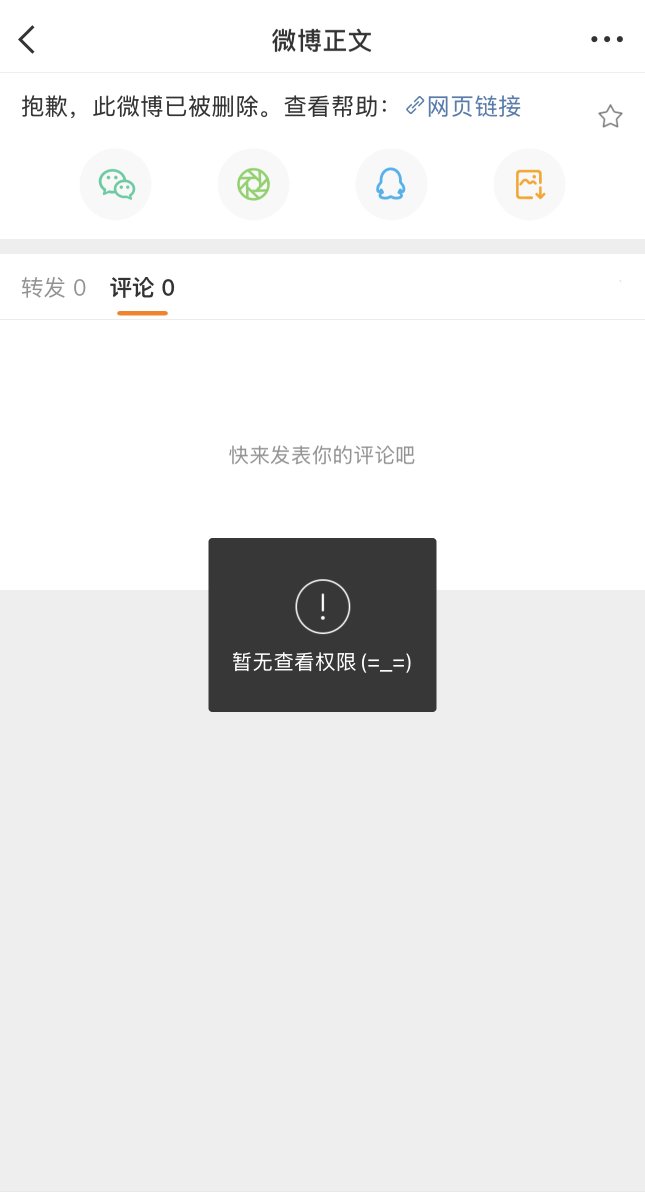 微博正文
抱歉，此微博已被删除。查看帮助：网页链接
转发 0 评论 0
快来发表你的评论吧
暂无查看权限 (=_=)